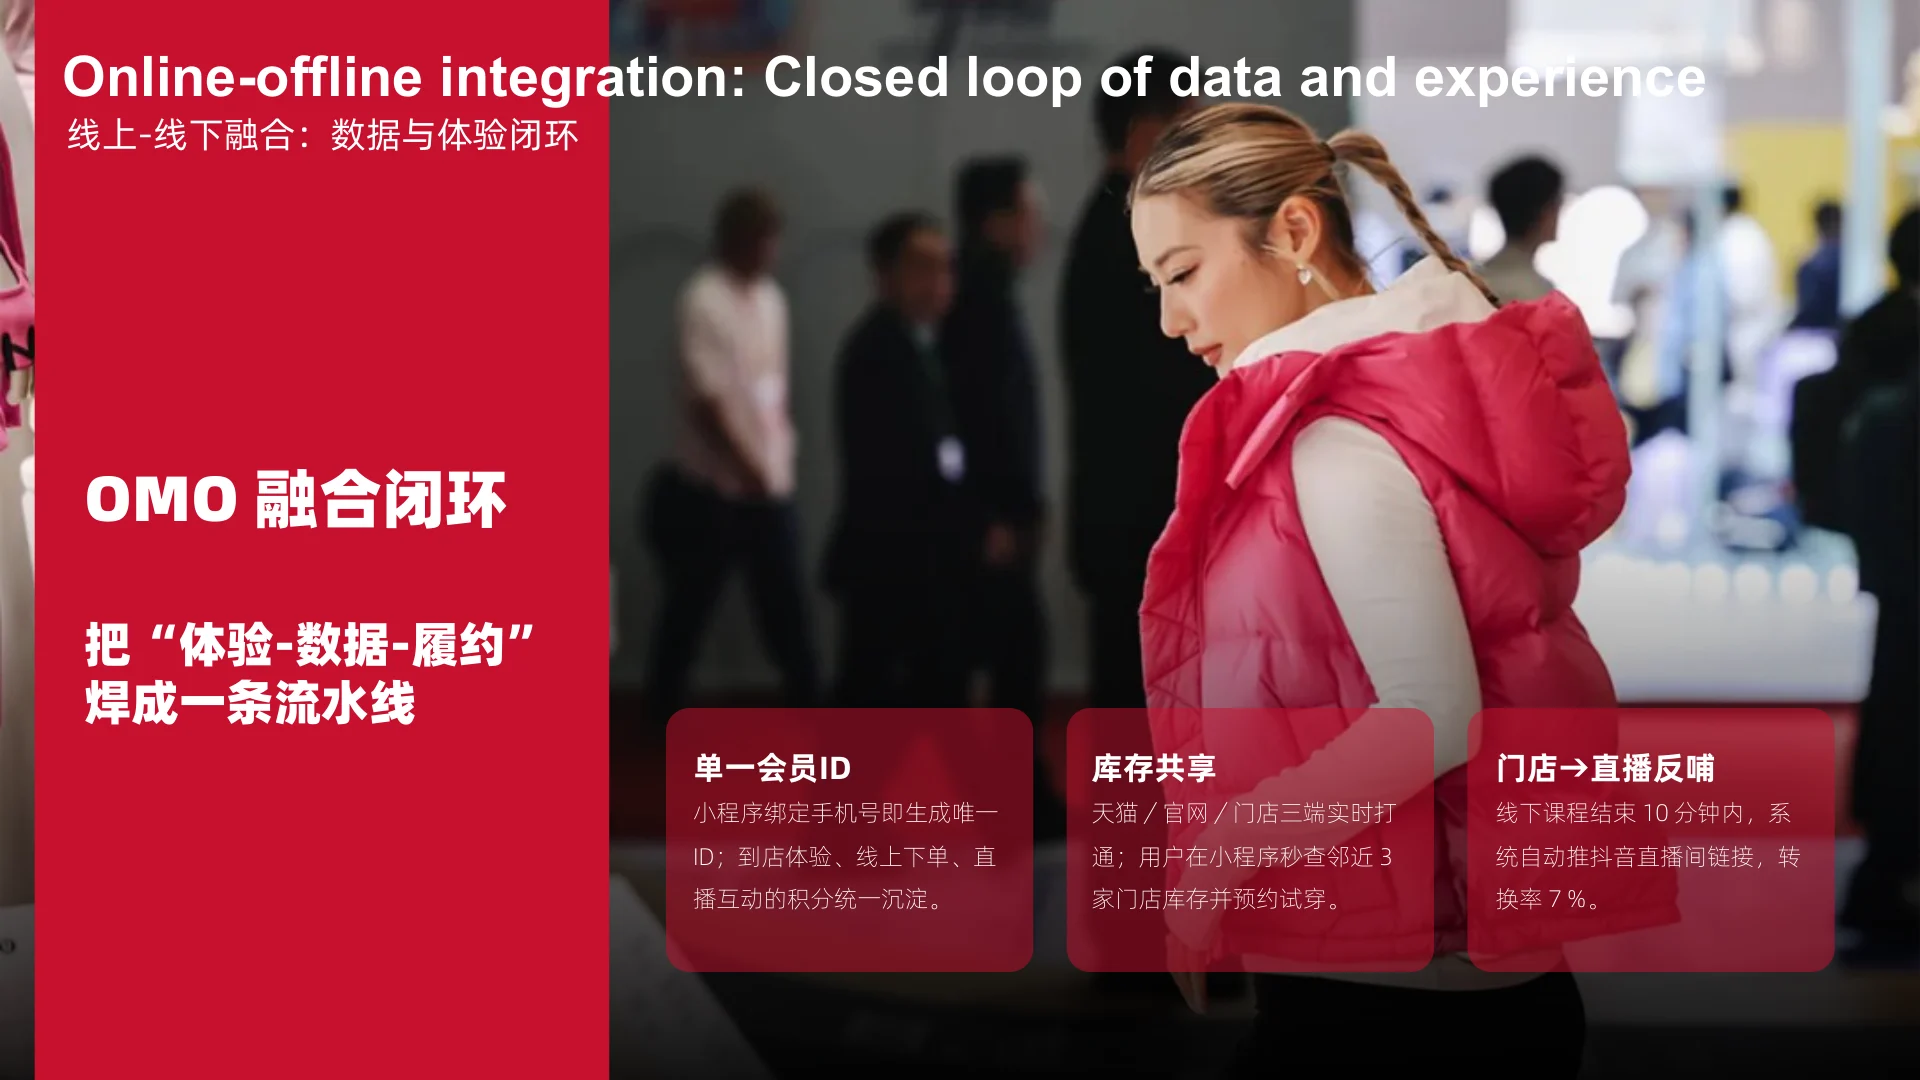 Online-offline integration: Closed loop of data and experience
线上-线下融合：数据与体验闭环
OMO 融合闭环
把“体验-数据-履约”
焊成一条流水线
单一会员ID
小程序绑定手机号即生成唯一
ID；到店体验、线上下单、直
播互动的积分统一沉淀。
库存共享
天猫 / 官网 / 门店三端实时打
通；用户在小程序秒查邻近 3
家门店库存并预约试穿。
门店→直播反哺
线下课程结束 10 分钟内，系
统自动推抖音直播间链接，转
换率 7 %。